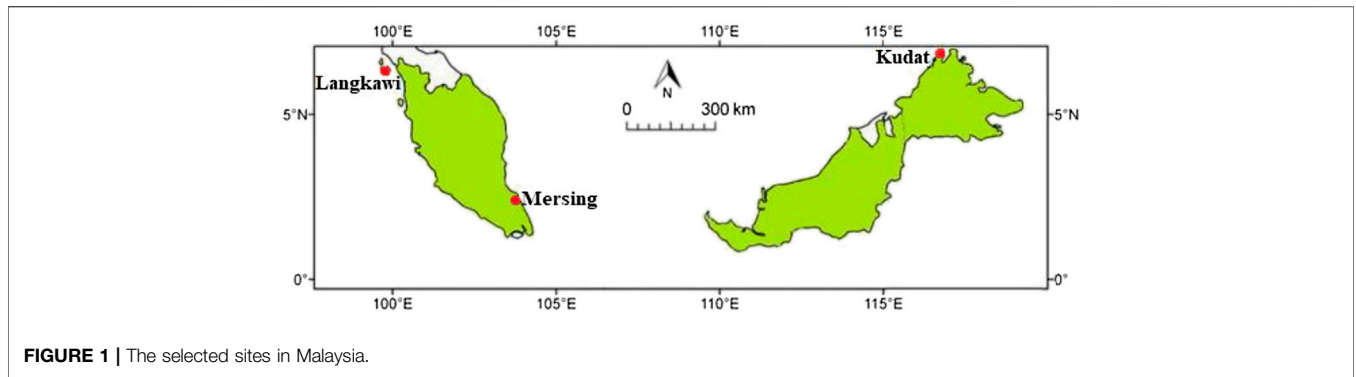 100°E 105°E 110°E 115°E
Kudat
Langkawi
N
0 300 km
5°N 5°N
Mersing
0° 0°
100°E 105°E 110°E 115°E
FIGURE 1 | The selected sites in Malaysia.